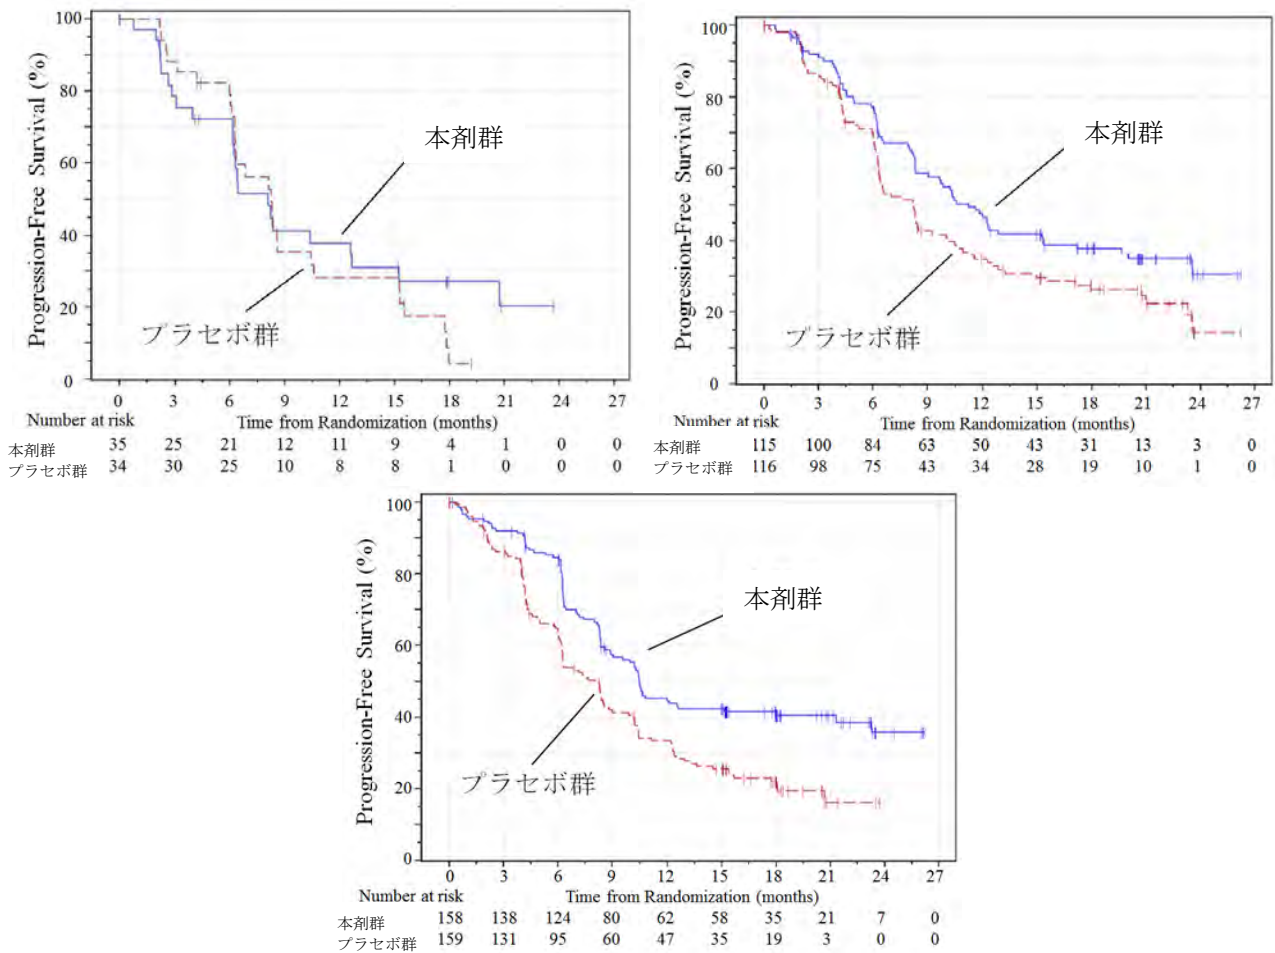 Progression-Free Survival (%)
100
80
60
40
20
0
本剤群
プラセボ群
0 3 6 9 12 15 18 21 24 27
Number at risk
Time from Randomization (months)
本剤群 35 25 21 12 11 9 4 1 0 0
プラセボ群 34 30 25 10 8 8 1 0 0 0
Progression-Free Survival (%)
100
80
60
40
20
0
本剤群
プラセボ群
0 3 6 9 12 15 18 21 24 27
Number at risk
Time from Randomization (months)
本剤群 115 100 84 63 50 43 31 13 3 0
プラセボ群 116 98 75 43 34 28 19 10 1 0
Progression-Free Survival (%)
100
80
60
40
20
0
本剤群
プラセボ群
0 3 6 9 12 15 18 21 24 27
Number at risk
Time from Randomization (months)
本剤群 158 138 124 80 62 58 35 21 7 0
プラセボ群 159 131 95 60 47 35 19 3 0 0